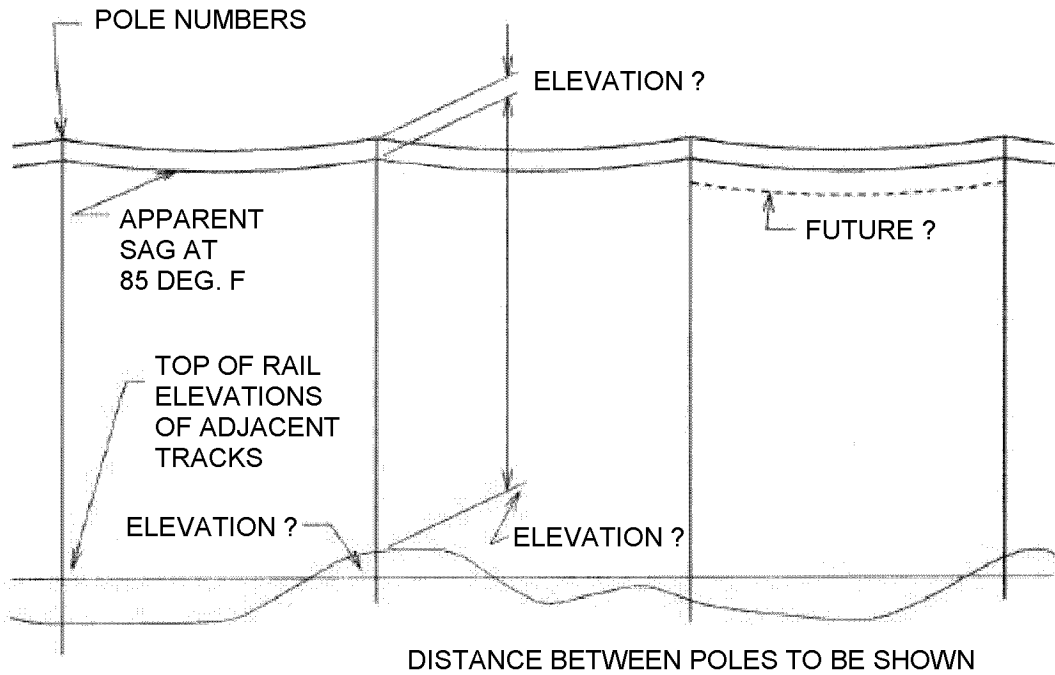 POLE NUMBERS
ELEVATION ?
APPARENT
SAG AT
85 DEG. F
FUTURE ?
TOP OF RAIL
ELEVATIONS
OF ADJACENT
TRACKS
ELEVATION ?
ELEVATION ?
DISTANCE BETWEEN POLES TO BE SHOWN